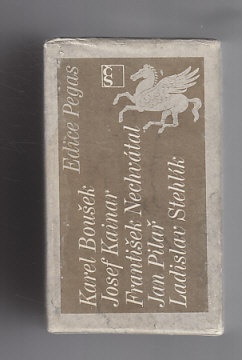 Edice Pegas
Karel Boušek
Josef Kainar
František Nechvátal
Jan Pilař
Ladislav Stehlík